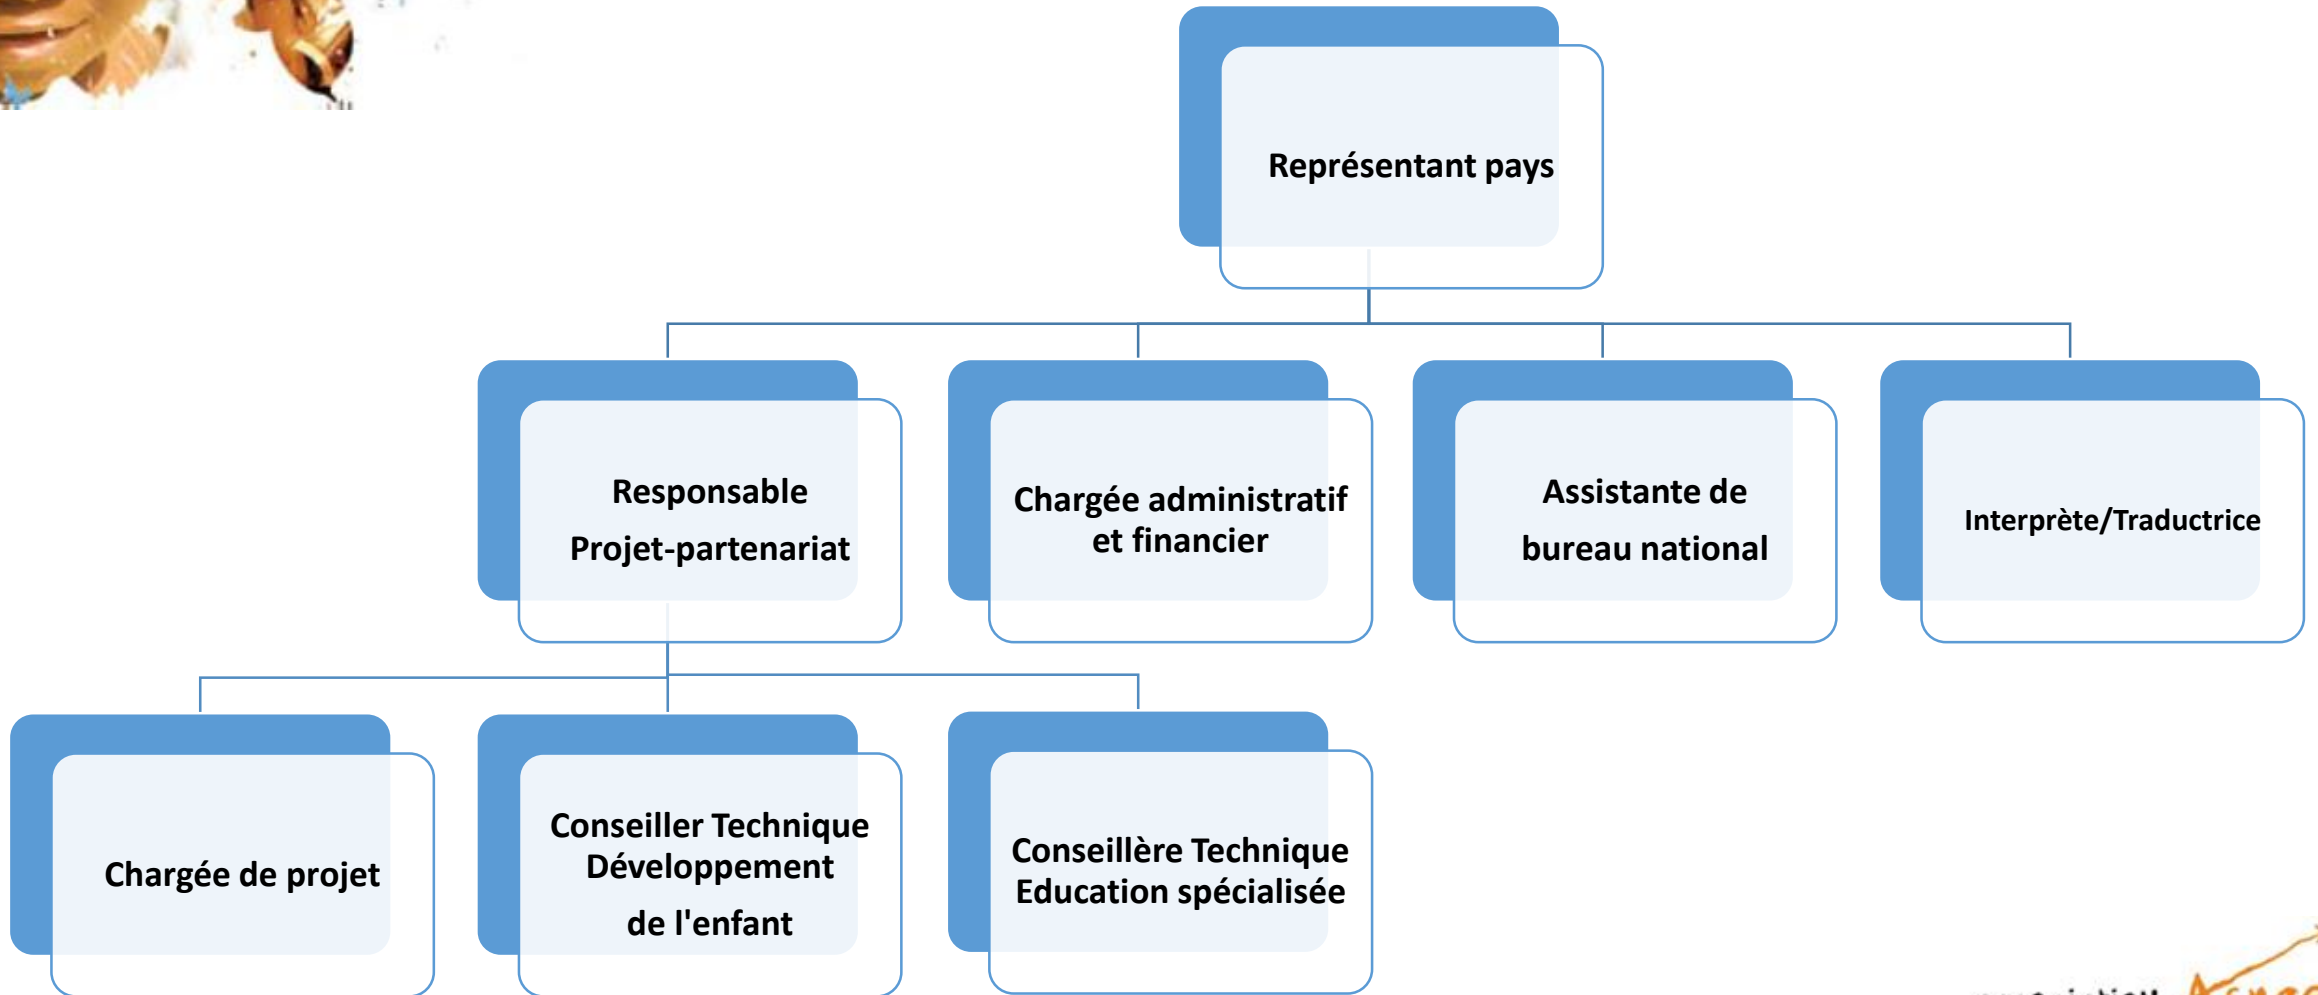 Représentant pays
Responsable
Projet-partenariat
Chargée administratif
et financier
Assistante de
bureau national
Interprète/Traductrice
Chargée de projet
Conseiller Technique
Développement
de l'enfant
Conseillère Technique
Education spécialisée